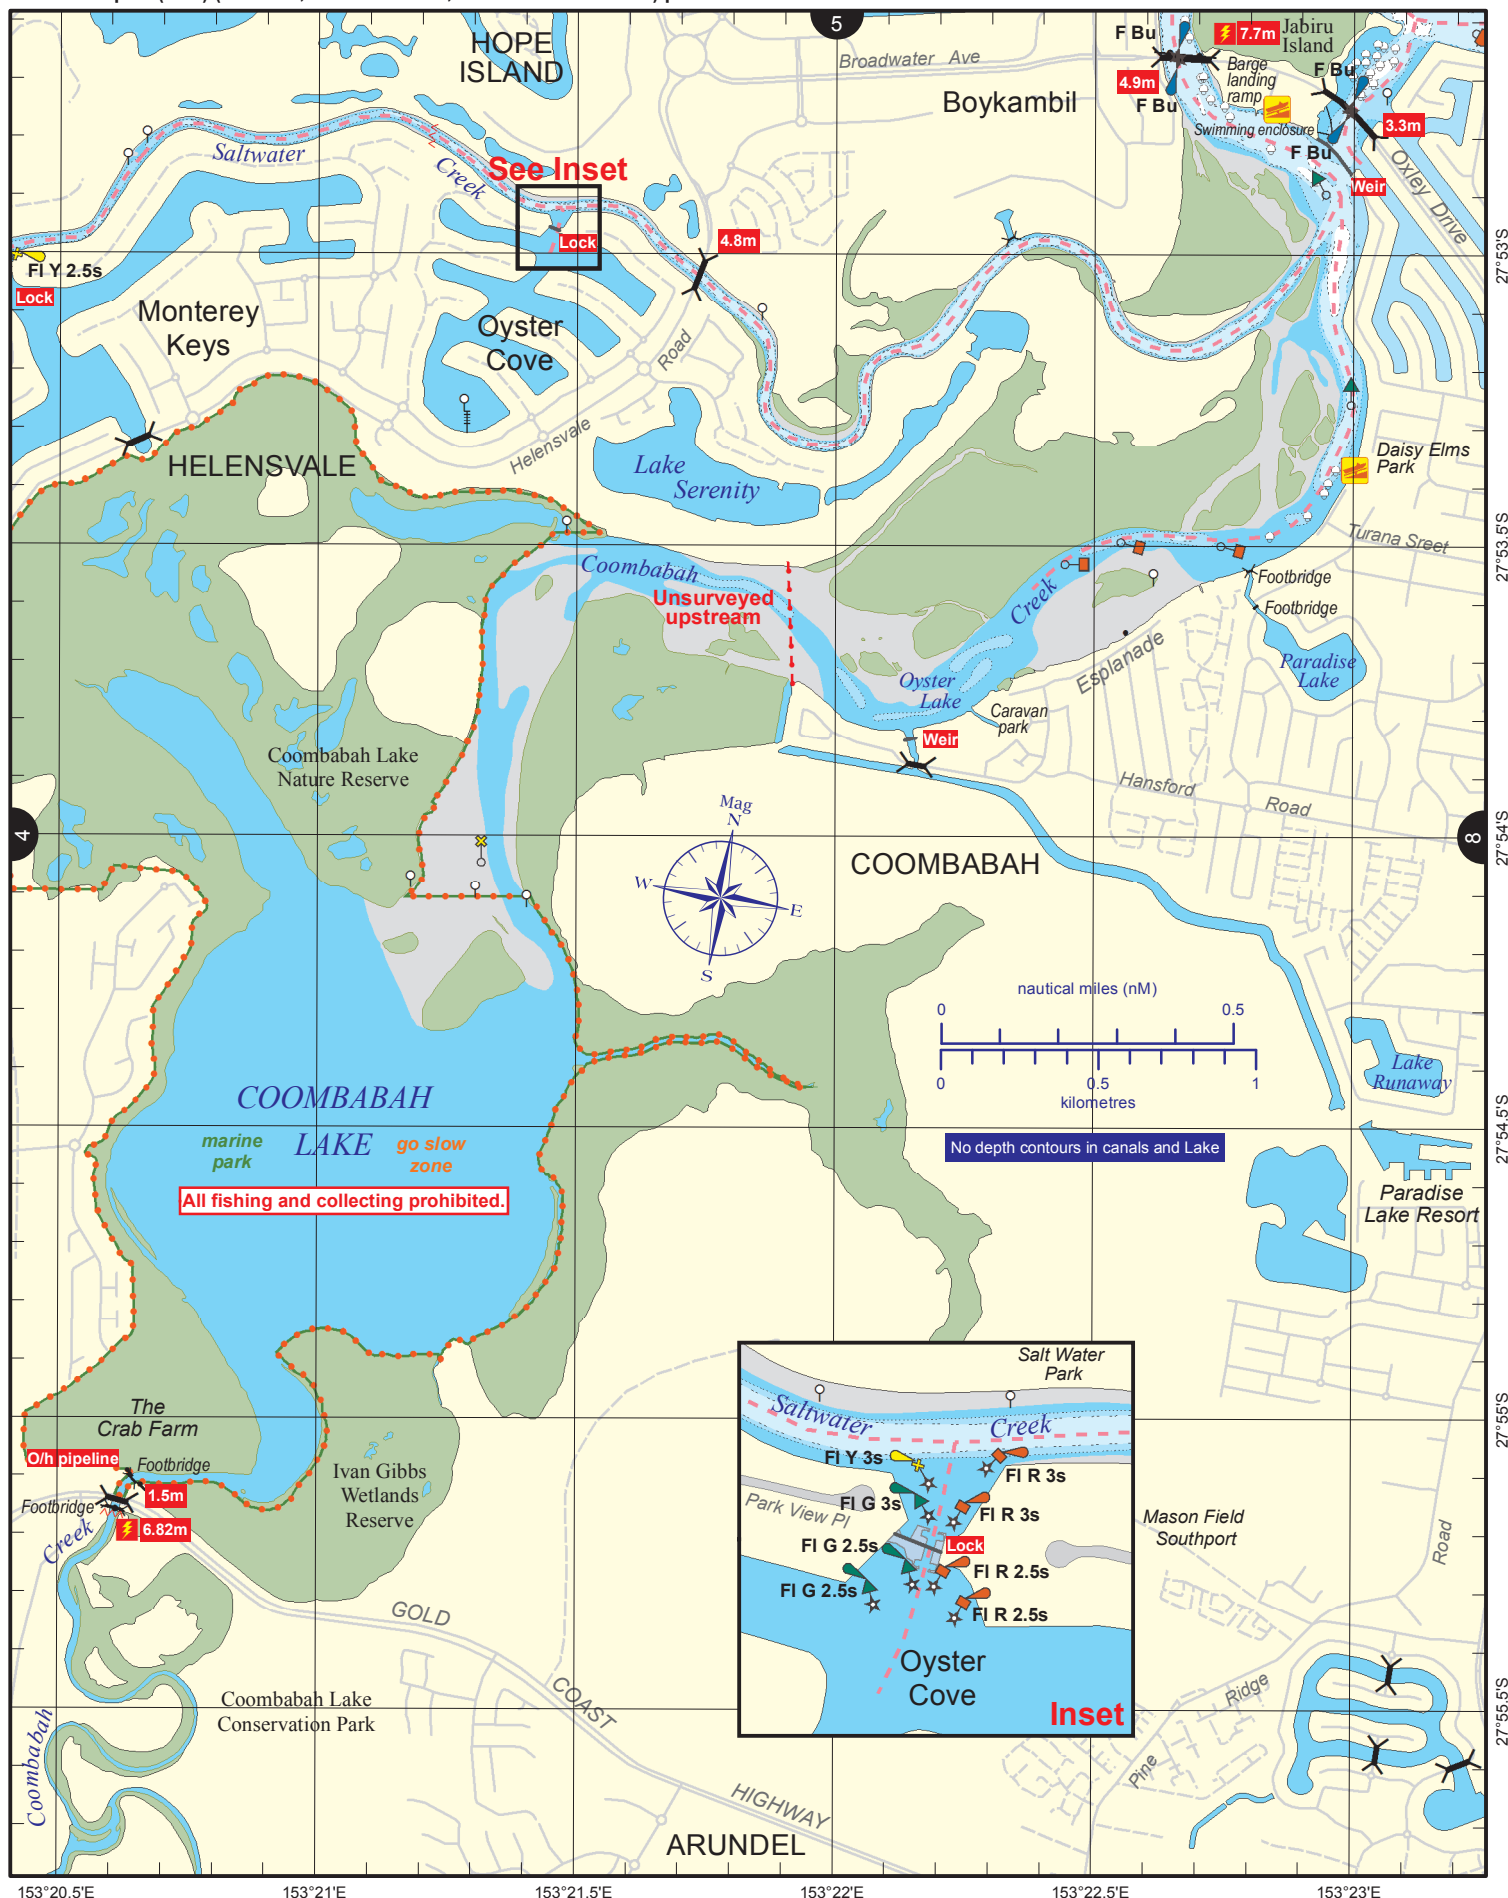 5
HOPE
ISLAND
Broadwater Ave
Boykambil
F Bu
7.7m
Jabiru
Island
4.9m
F Bu
Barge
landing
ramp
F Bu
3.3m
Swimming enclosure
F Bu
Weir
Oxley Drive
Saltwater
Creek
See Inset
Lock
4.8m
Fl Y 2.5s
Lock
27°53'S
Monterey
Keys
Oyster
Cove
Road
Helensvale
HELENSVALE
Lake
Serenity
Daisy Elms
Park
Turana Sreet
27°53.5'S
Coombabah
Creek
Unsurveyed
upstream
Footbridge
Footbridge
Esplanade
Paradise
Lake
Oyster
Lake
Caravan
park
Weir
Coombabah Lake
Nature Reserve
Hansford
Road
4
Mag
N
W
E
S
COOMBABAH
8
27°54'S
nautical miles (nM)
0
0.5
0
0.5
1
kilometres
Lake
Runaway
COOMBABAH
LAKE
marine
park
go slow
zone
All fishing and collecting prohibited.
No depth contours in canals and Lake
27°54.5'S
Paradise
Lake Resort
The
Crab Farm
O/h pipeline
Footbridge
1.5m
Footbridge
6.82m
Creek
Ivan Gibbs
Wetlands
Reserve
Salt Water
Park
Saltwater
Creek
Fl Y 3s
Fl R 3s
Fl G 3s
Fl R 3s
Park View Pl
Lock
Fl G 2.5s
Fl R 2.5s
Fl G 2.5s
Fl R 2.5s
Oyster
Cove
Inset
27°55'S
Mason Field
Southport
Road
GOLD
COAST
HIGHWAY
Coombabah Lake
Conservation Park
Coombabah
Ridge
Pine
27°55.5'S
ARUNDEL
153°20.5'E
153°21'E
153°21.5'E
153°22'E
153°22.5'E
153°23'E